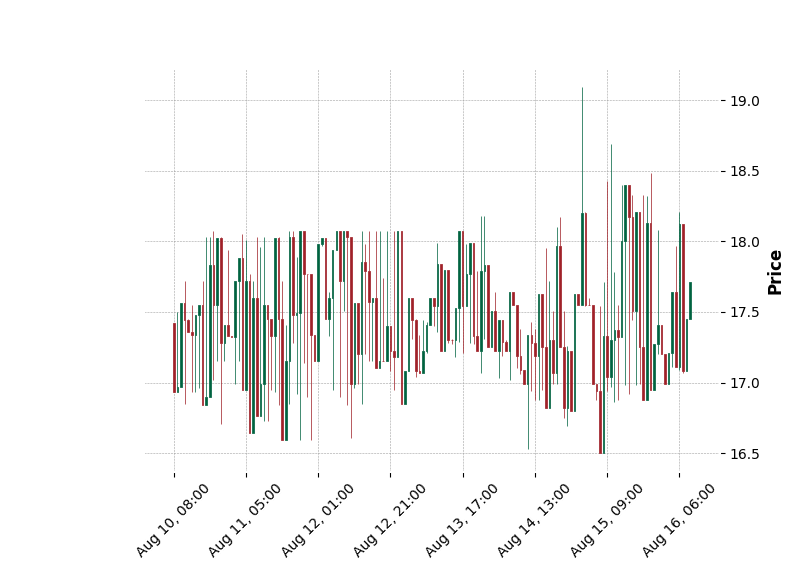 19.0
18.5
18.0
17.5
17.0
16.5
Price
Aug 10, 08:00
Aug 11, 05:00
Aug 12, 01:00
Aug 12, 21:00
Aug 13, 17:00
Aug 14, 13:00
Aug 15, 09:00
Aug 16, 06:00